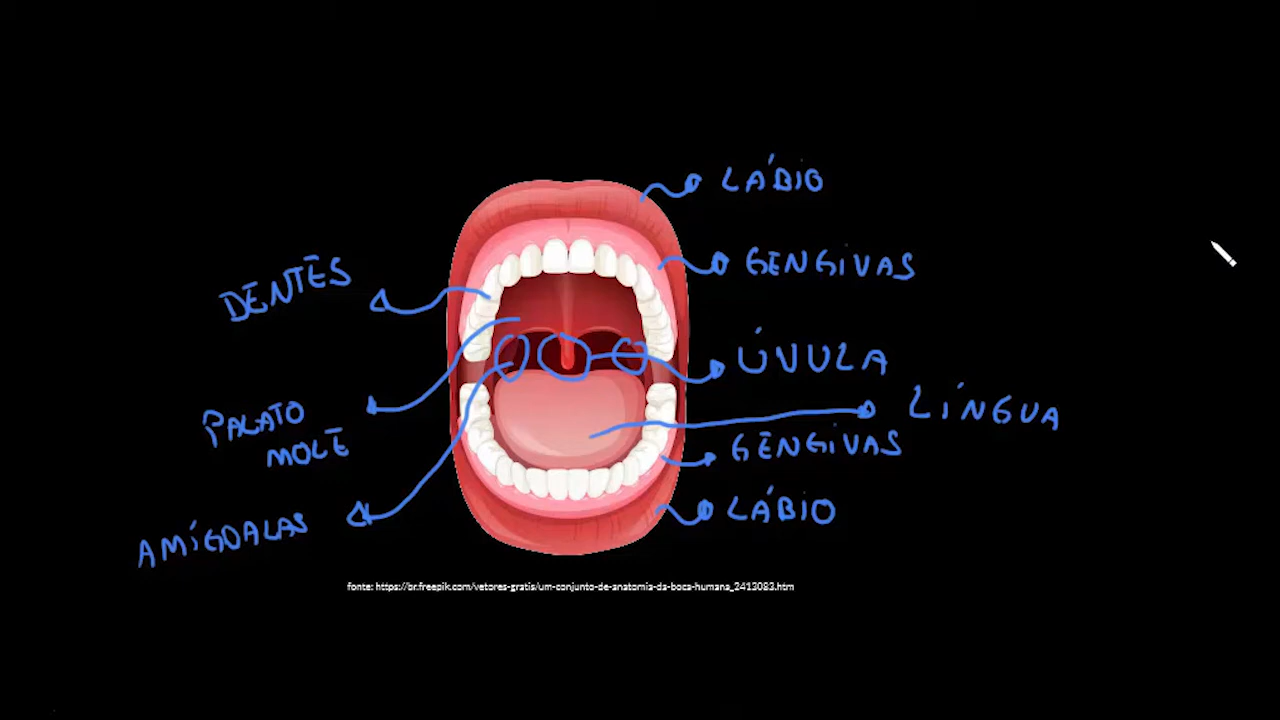 LÁBIO
DENTES
GENGIVAS
ÚVULA
PALATO
MOLE
LÍNGUA
GENGIVAS
AMÍGDALAS
LÁBIO
fonte: https://br.freepik.com/vetores-gratis/um-conjunto-de-anatomia-da-boca-humana_2413083.htm